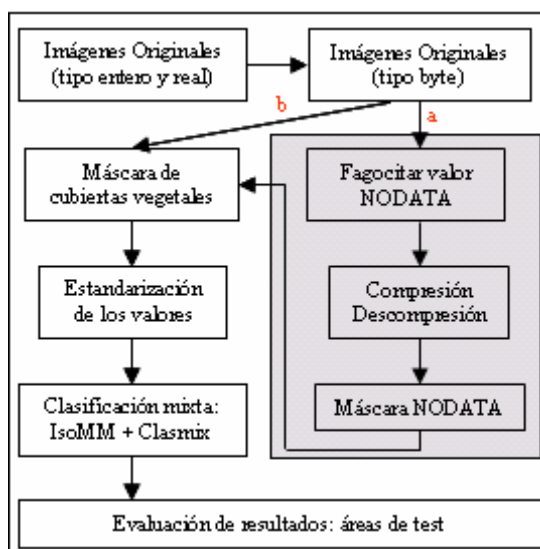 Imágenes Originales
(tipo entero y real)
Imágenes Originales
(tipo byte)
b
a
Máscara de
cubiertas vegetales
Fagocitar valor
NODATA
Estandarización
de los valores
Compresión
Descompresión
Clasificación mixta:
IsoMM + Clasmix
Máscara NODATA
Evaluación de resultados: áreas de test